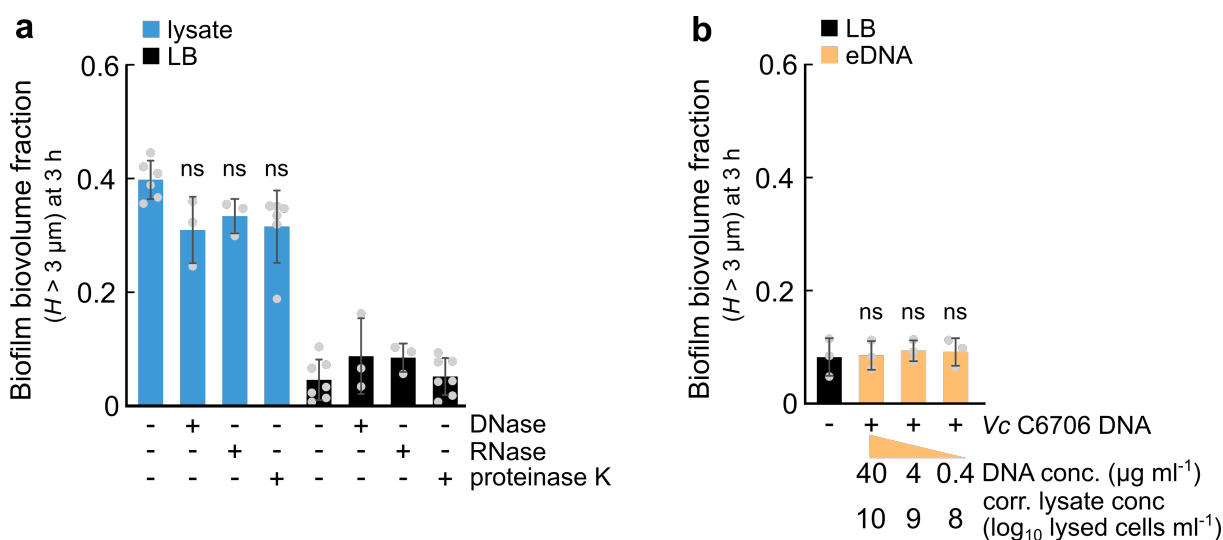 a
lysate
LB
Biofilm biovolume fraction
(H > 3 µm) at 3 h
0.6
0.4
0.2
0
ns ns ns
- + - - - + - - DNase
- - + - - - + - RNase
- - - + - - - + proteinase K
b
LB
eDNA
Biofilm biovolume fraction
(H > 3 µm) at 3 h
0.6
0.4
0.2
0
ns ns ns
- + + + Vc C6706 DNA
40 4 0.4 DNA conc. (µg ml⁻¹)
corr. lysate conc
10 9 8 (log₁₀ lysed cells ml⁻¹)